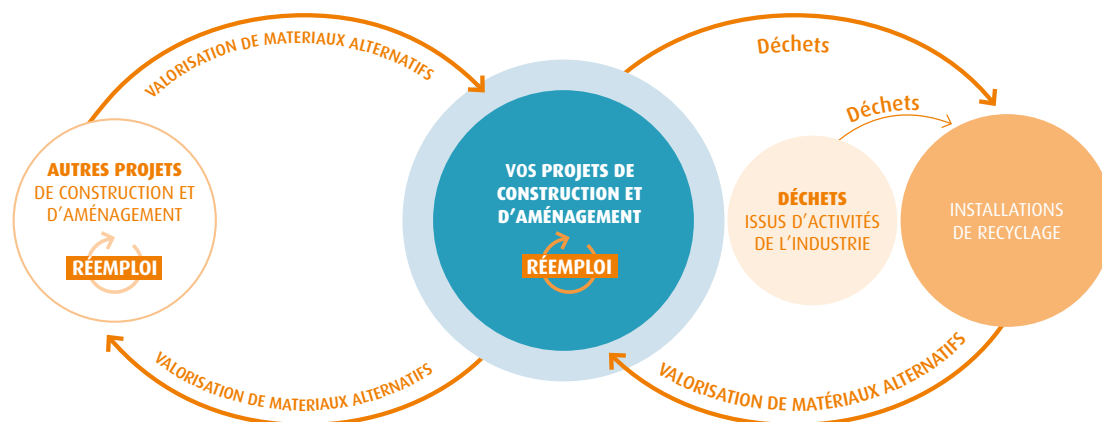 VALORISATION DE MATERIAUX ALTERNATIFS
AUTRES PROJETS
DE CONSTRUCTION ET
D'AMÉNAGEMENT
RÉEMPLOI
VALORISATION DE MATERIAUX ALTERNATIFS
VOS PROJETS DE
CONSTRUCTION ET
D'AMÉNAGEMENT
RÉEMPLOI
Déchets
Déchets
DÉCHETS
ISSUS D'ACTIVITÉS
DE L'INDUSTRIE
INSTALLATIONS
DE RECYCLAGE
VALORISATION DE MATÉRIAUX ALTERNATIFS